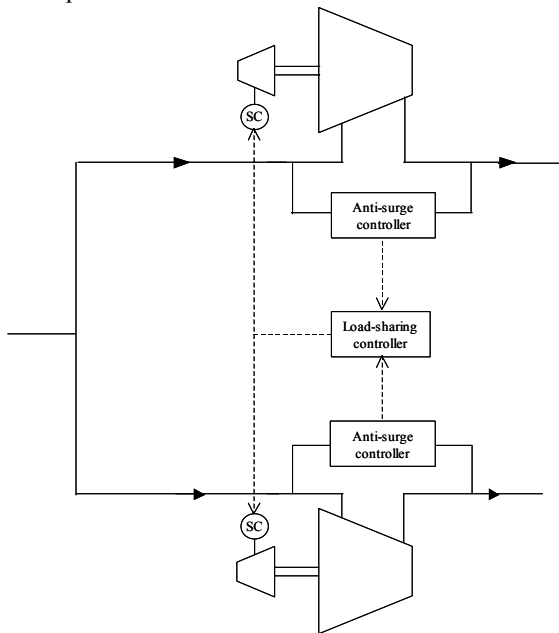 SC
Anti-surge
controller
Load-sharing
controller
Anti-surge
controller
SC